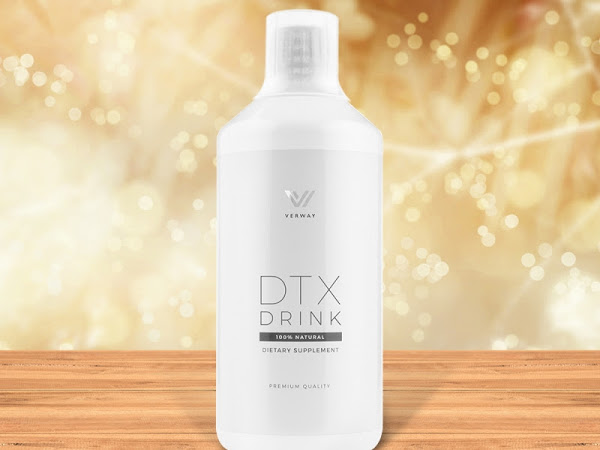 VERWAY
DTX
DRINK
100% NATURAL
DIETARY SUPPLEMENT
PREMIUM QUALITY